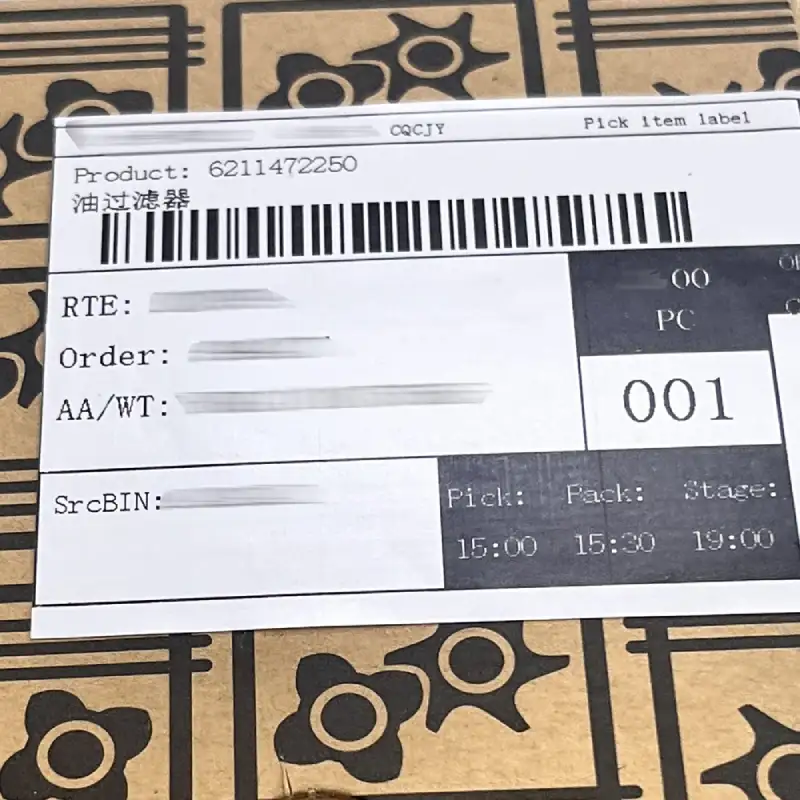 CQCJY Pick item label
Product: 6211472250
油过滤器
RTE:
00
PC
Order:
001
AA/WT:
SrcBIN:
Pick: Pack: Stage:
15:00 15:30 19:00